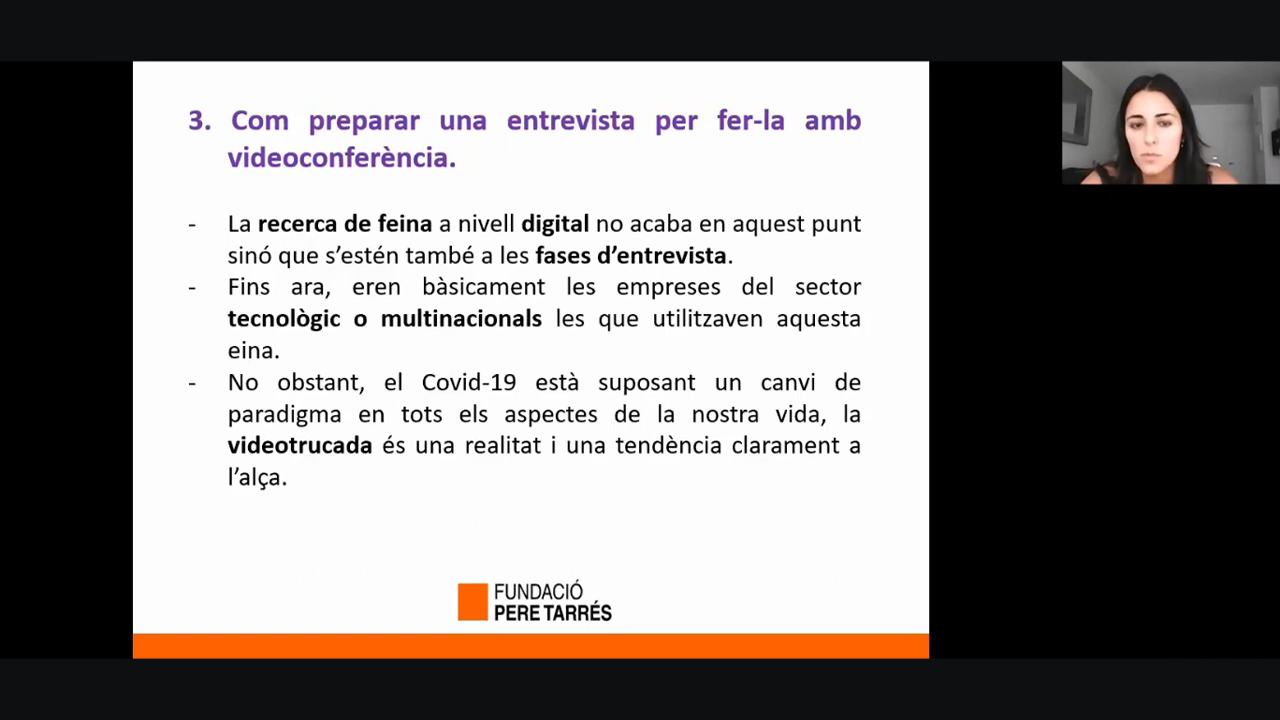 3. Com preparar una entrevista per fer-la amb
videoconferència.
- La recerca de feina a nivell digital no acaba en aquest punt
sinó que s’estén també a les fases d’entrevista.
- Fins ara, eren bàsicament les empreses del sector
tecnològic o multinacionals les que utilitzaven aquesta
eina.
- No obstant, el Covid-19 està suposant un canvi de
paradigma en tots els aspectes de la nostra vida, la
videotrucada és una realitat i una tendència clarament a
l’alça.
FUNDACIÓ
PERE TARRÉS